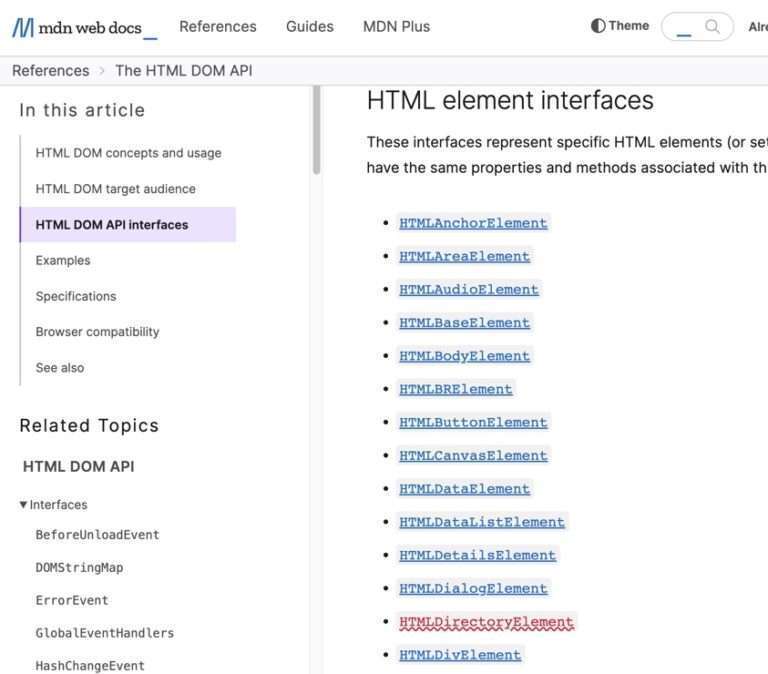 mdn web docs_ References Guides MDN Plus Theme _ Alre
References > The HTML DOM API
In this article
HTML DOM concepts and usage
HTML DOM target audience
HTML DOM API interfaces
Examples
Specifications
Browser compatibility
See also
Related Topics
HTML DOM API
Interfaces
BeforeUnloadEvent
DOMStringMap
ErrorEvent
GlobalEventHandlers
HashChangeEvent
HTML element interfaces
These interfaces represent specific HTML elements (or set
have the same properties and methods associated with th
HTMLAnchorElement
HTMLAreaElement
HTMLAudioElement
HTMLBaseElement
HTMLBodyElement
HTMLBRElement
HTMLButtonElement
HTMLCanvasElement
HTMLDataElement
HTMLDataListElement
HTMLDetailsElement
HTMLDialogElement
HTMLDirectoryElement
HTMLDivElement